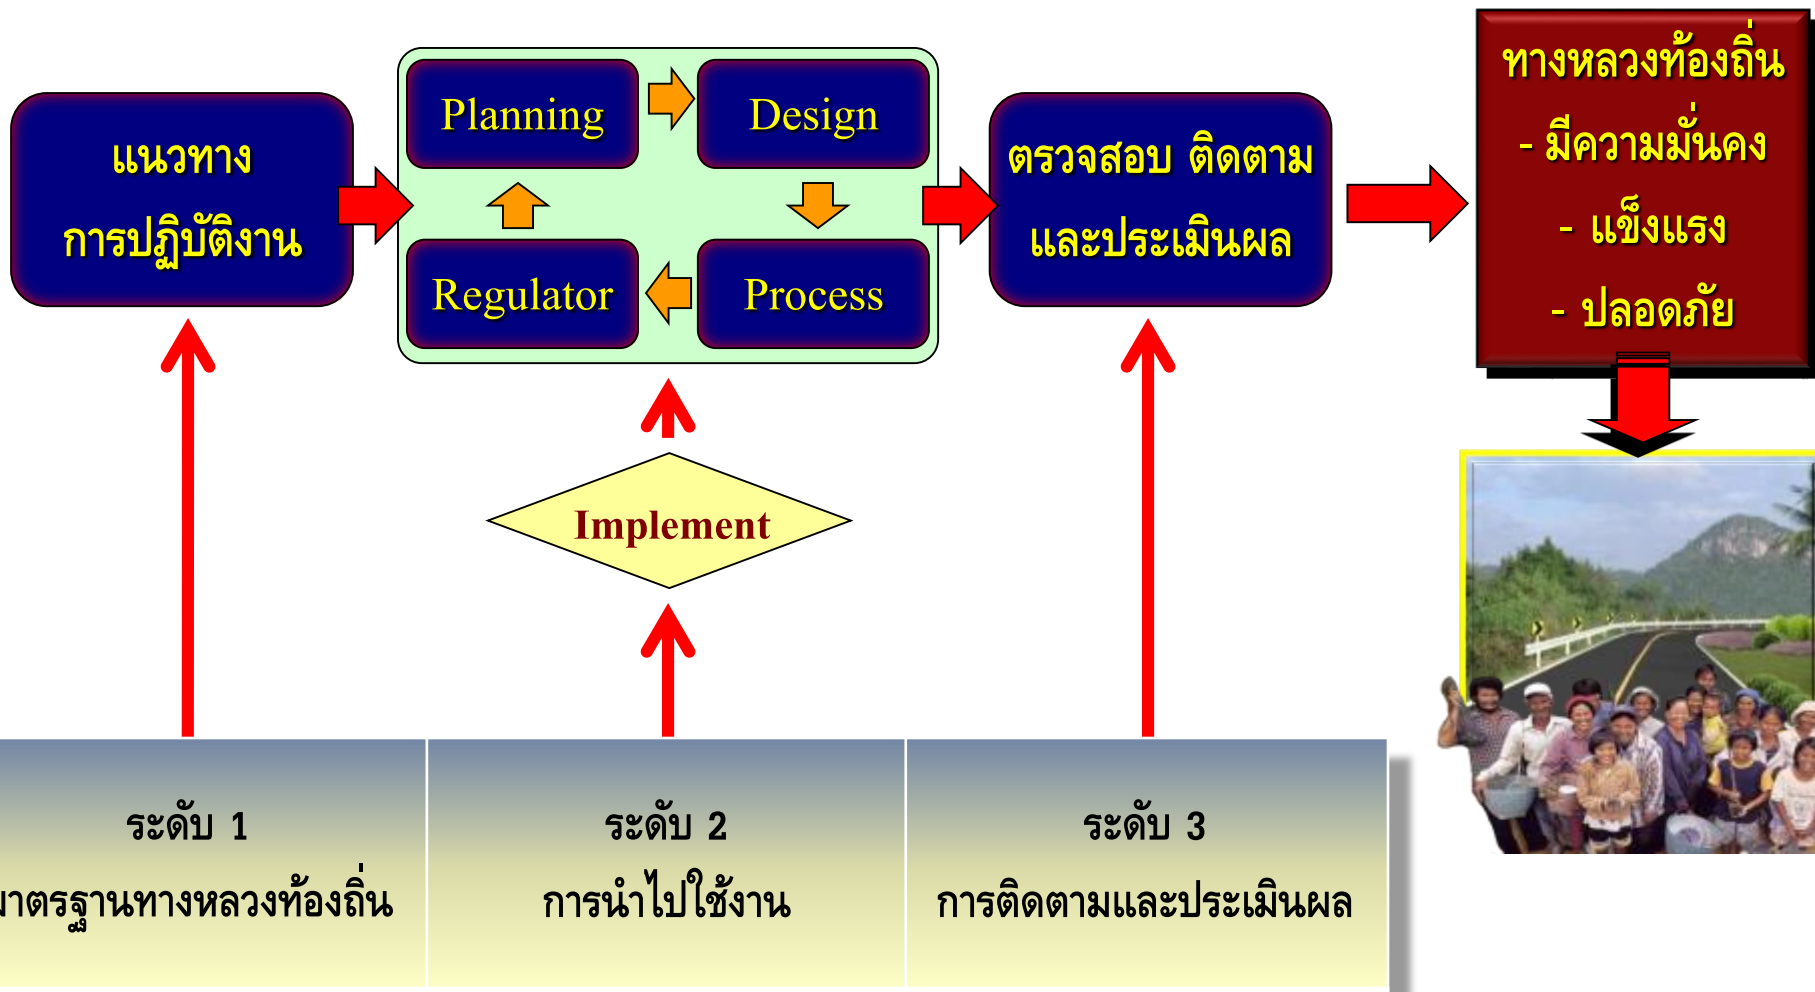 แนวทาง
การปฏิบัติงาน
Planning
Design
Regulator
Process
ตรวจสอบ ติดตาม
และประเมินผล
ทางหลวงท้องถิ่น
- มีความมั่นคง
- แข็งแรง
- ปลอดภัย
Implement
ระดับ 1
มาตรฐานทางหลวงท้องถิ่น
ระดับ 2
การนำไปใช้งาน
ระดับ 3
การติดตามและประเมินผล